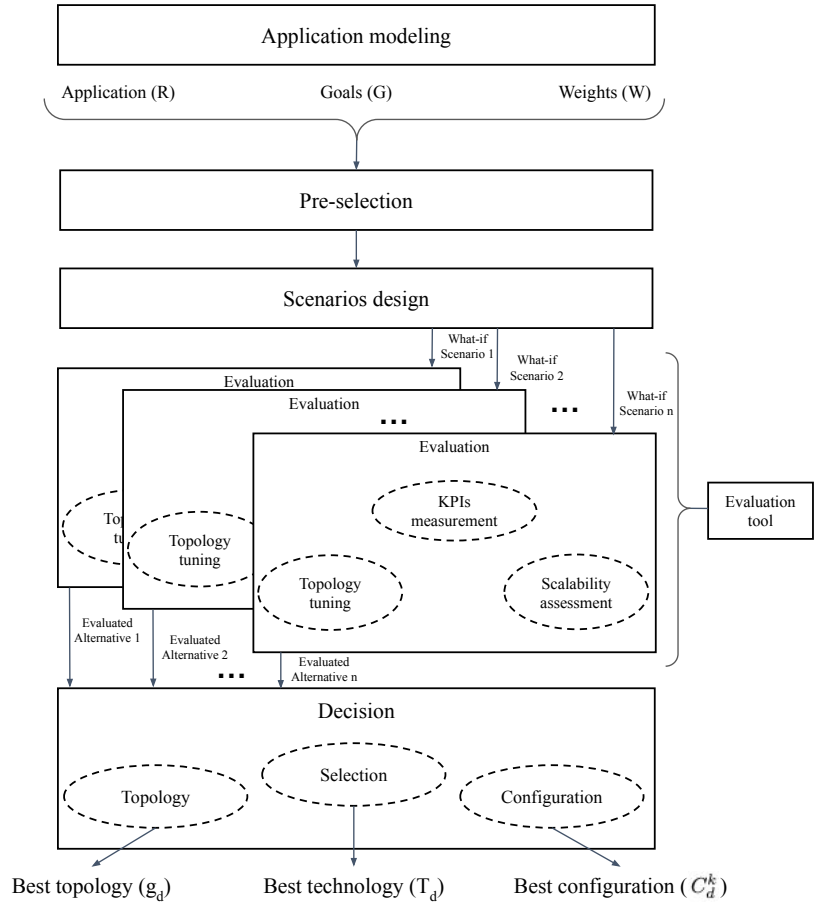 Application modeling
Application (R)
Goals (G)
Weights (W)
Pre-selection
Scenarios design
What-if
Scenario 1
What-if
Scenario 2
What-if
Scenario n
Evaluation
Evaluation
...
...
Evaluation
KPIs
measurement
Evaluation
tool
Topology
tuning
Topology
tuning
Scalability
assessment
Evaluated
Alternative 1
Evaluated
Alternative 2
...
Evaluated
Alternative n
Decision
Topology
Selection
Configuration
Best topology (g_d)
Best technology (T_d)
Best configuration (C_d^k)